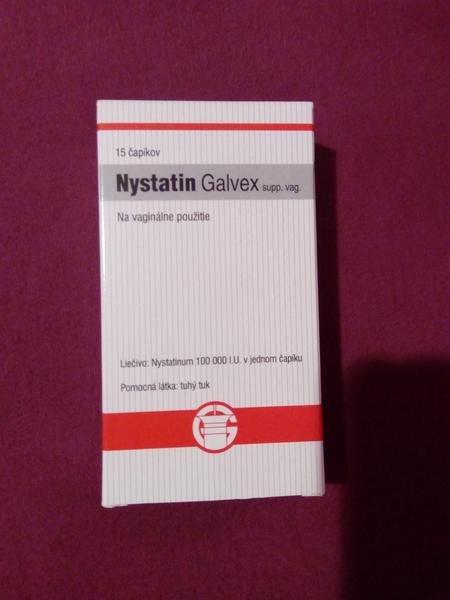 15 čapíkov
Nystatin Galvex supp. vag.
Na vaginálne použitie
Liečivo: Nystatinum 100 000 I.U. v jednom čapíku
Pomocná látka: tuhý tuk